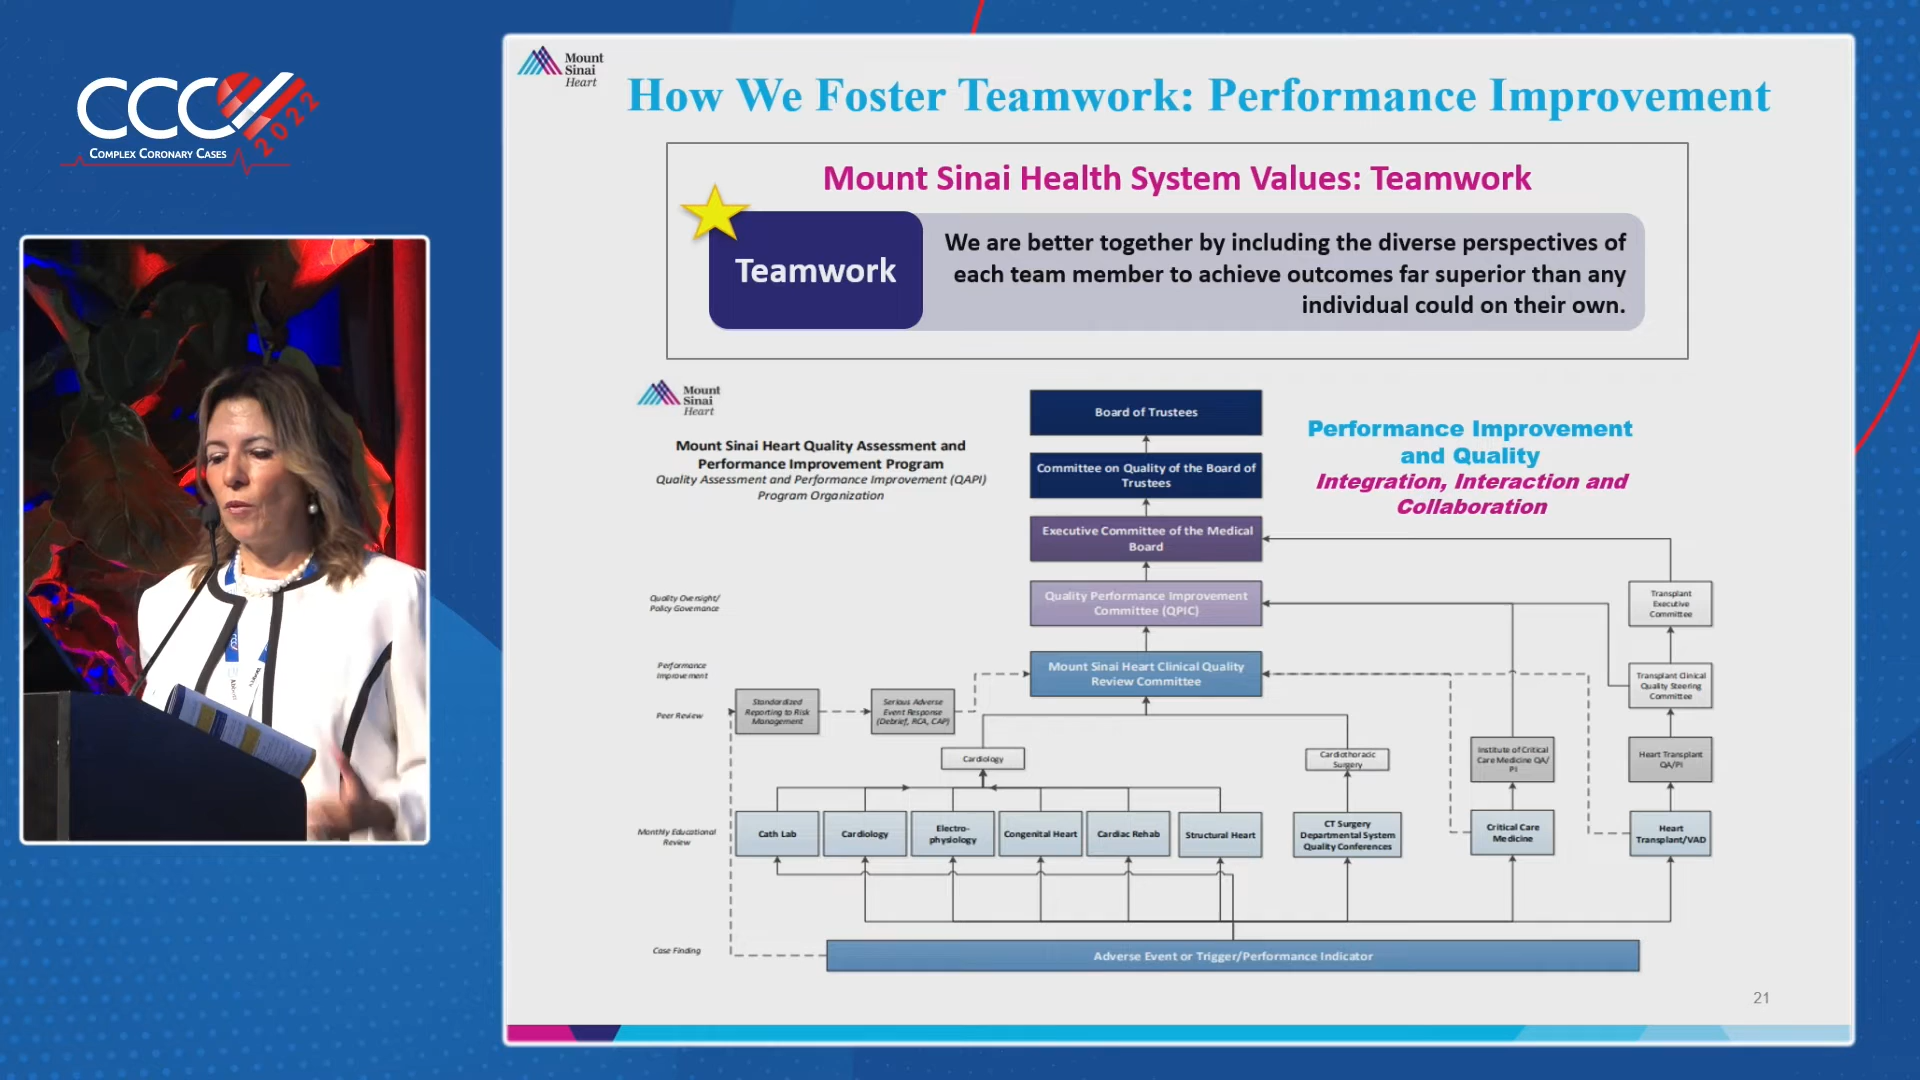 CCC
2022
COMPLEX CORONARY CASES
Mount
Sinai
Heart
How We Foster Teamwork: Performance Improvement
Mount Sinai Health System Values: Teamwork
Teamwork
We are better together by including the diverse perspectives of
each team member to achieve outcomes far superior than any
individual could on their own.
Mount
Sinai
Heart
Mount Sinai Heart Quality Assessment and
Performance Improvement Program
Quality Assessment and Performance Improvement (QAPI)
Program Organization
Performance Improvement
and Quality
Integration, Interaction and
Collaboration
Board of Trustees
Committee on Quality of the Board of
Trustees
Executive Committee of the Medical
Board
Quality Oversight/
Policy Governance
Quality Performance Improvement
Committee (QPIC)
Transplant
Executive
Committee
Performance
Improvement
Mount Sinai Heart Clinical Quality
Review Committee
Transplant Clinical
Quality Steering
Committee
Peer Review
Standardized
Reporting to Risk
Management
Serious Adverse
Event Response
(Debrief, RCA, CAP)
Cardiology
Cardiothoracic
Surgery
Institute of Critical
Care Medicine QA/
PI
Heart Transplant
QA/PI
Monthly Educational
Review
Cath Lab
Cardiology
Electro-
physiology
Congenital Heart
Cardiac Rehab
Structural Heart
CT Surgery
Departmental System
Quality Conferences
Critical Care
Medicine
Heart
Transplant/VAD
Case Finding
Adverse Event or Trigger/Performance Indicator
21